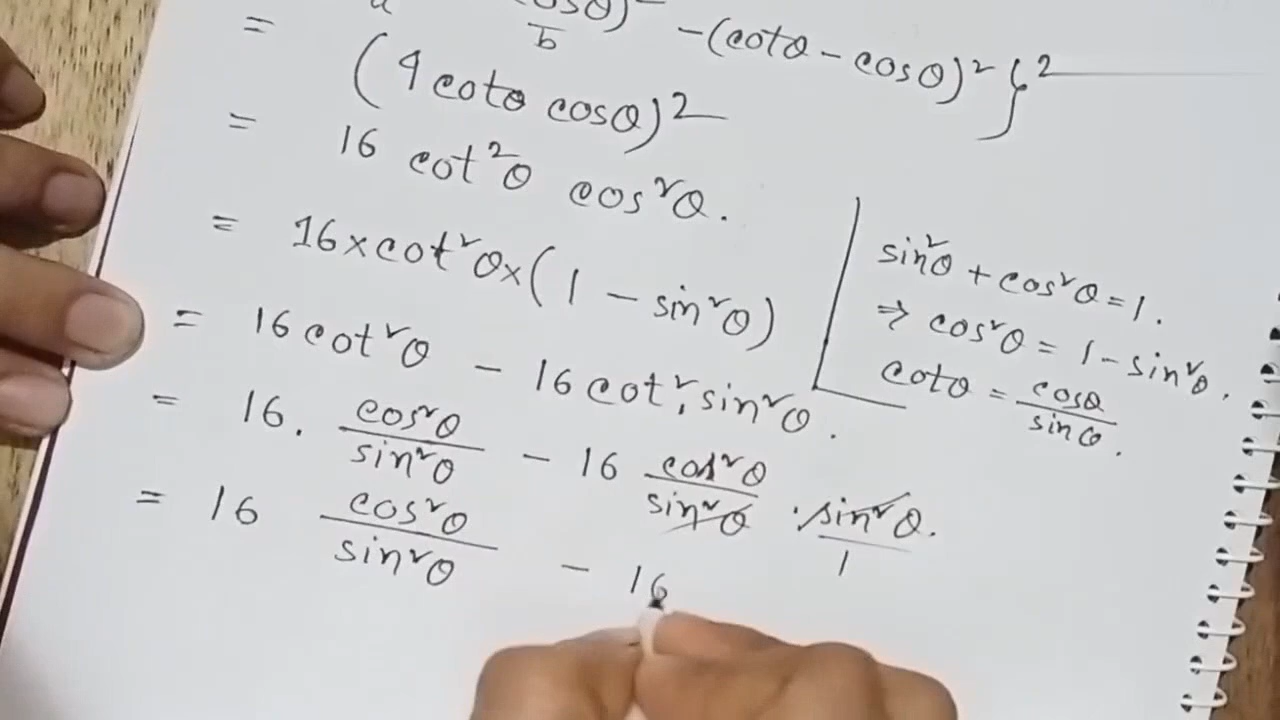 = cosθ)² - (cotθ - cosθ)² }²
b
= (4 cotθ cosθ)²
= 16 cot²θ cos²θ.
= 16×cot²θ×(1 - sin²θ)
= 16 cot²θ - 16 cot², sin²θ.
= 16. cos²θ/sin²θ - 16 cos²θ/sin²θ . sin²θ/1.
= 16 cos²θ/sin²θ - 16
sin²θ + cos²θ = 1.
⇒ cos²θ = 1 - sin²θ.
cotθ = cosθ/sinθ.